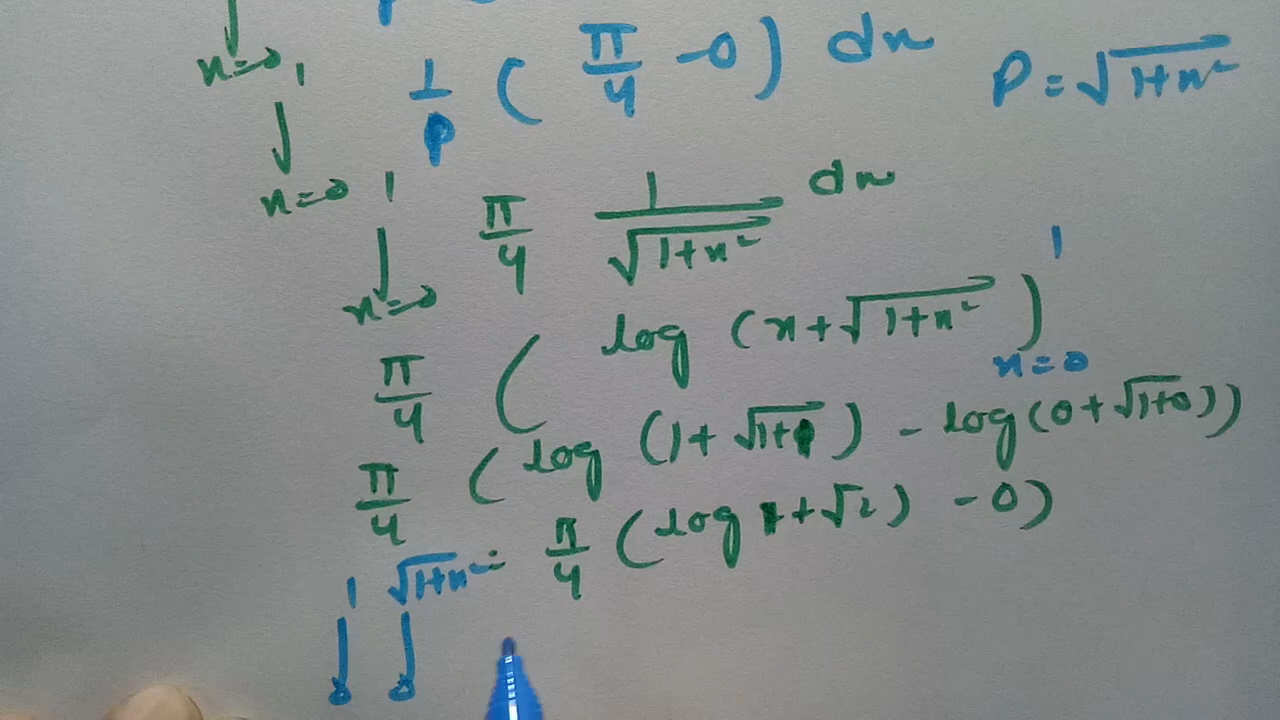 x=0 p
∫_{x=0}^{1} 1/p (π/4 - 0) dx P = √(1+x²)
∫_{x=0}^{1} π/4 1/√(1+x²) dx
π/4 ( log (x+√(1+x²) )_{x=0}^{1}
π/4 ( log (1+√(1+1)) - log(0+√(1+0)))
= π/4 (log 1+√2) - 0)
∫_{0}^{1} ∫_{0}^{√(1+x²)}